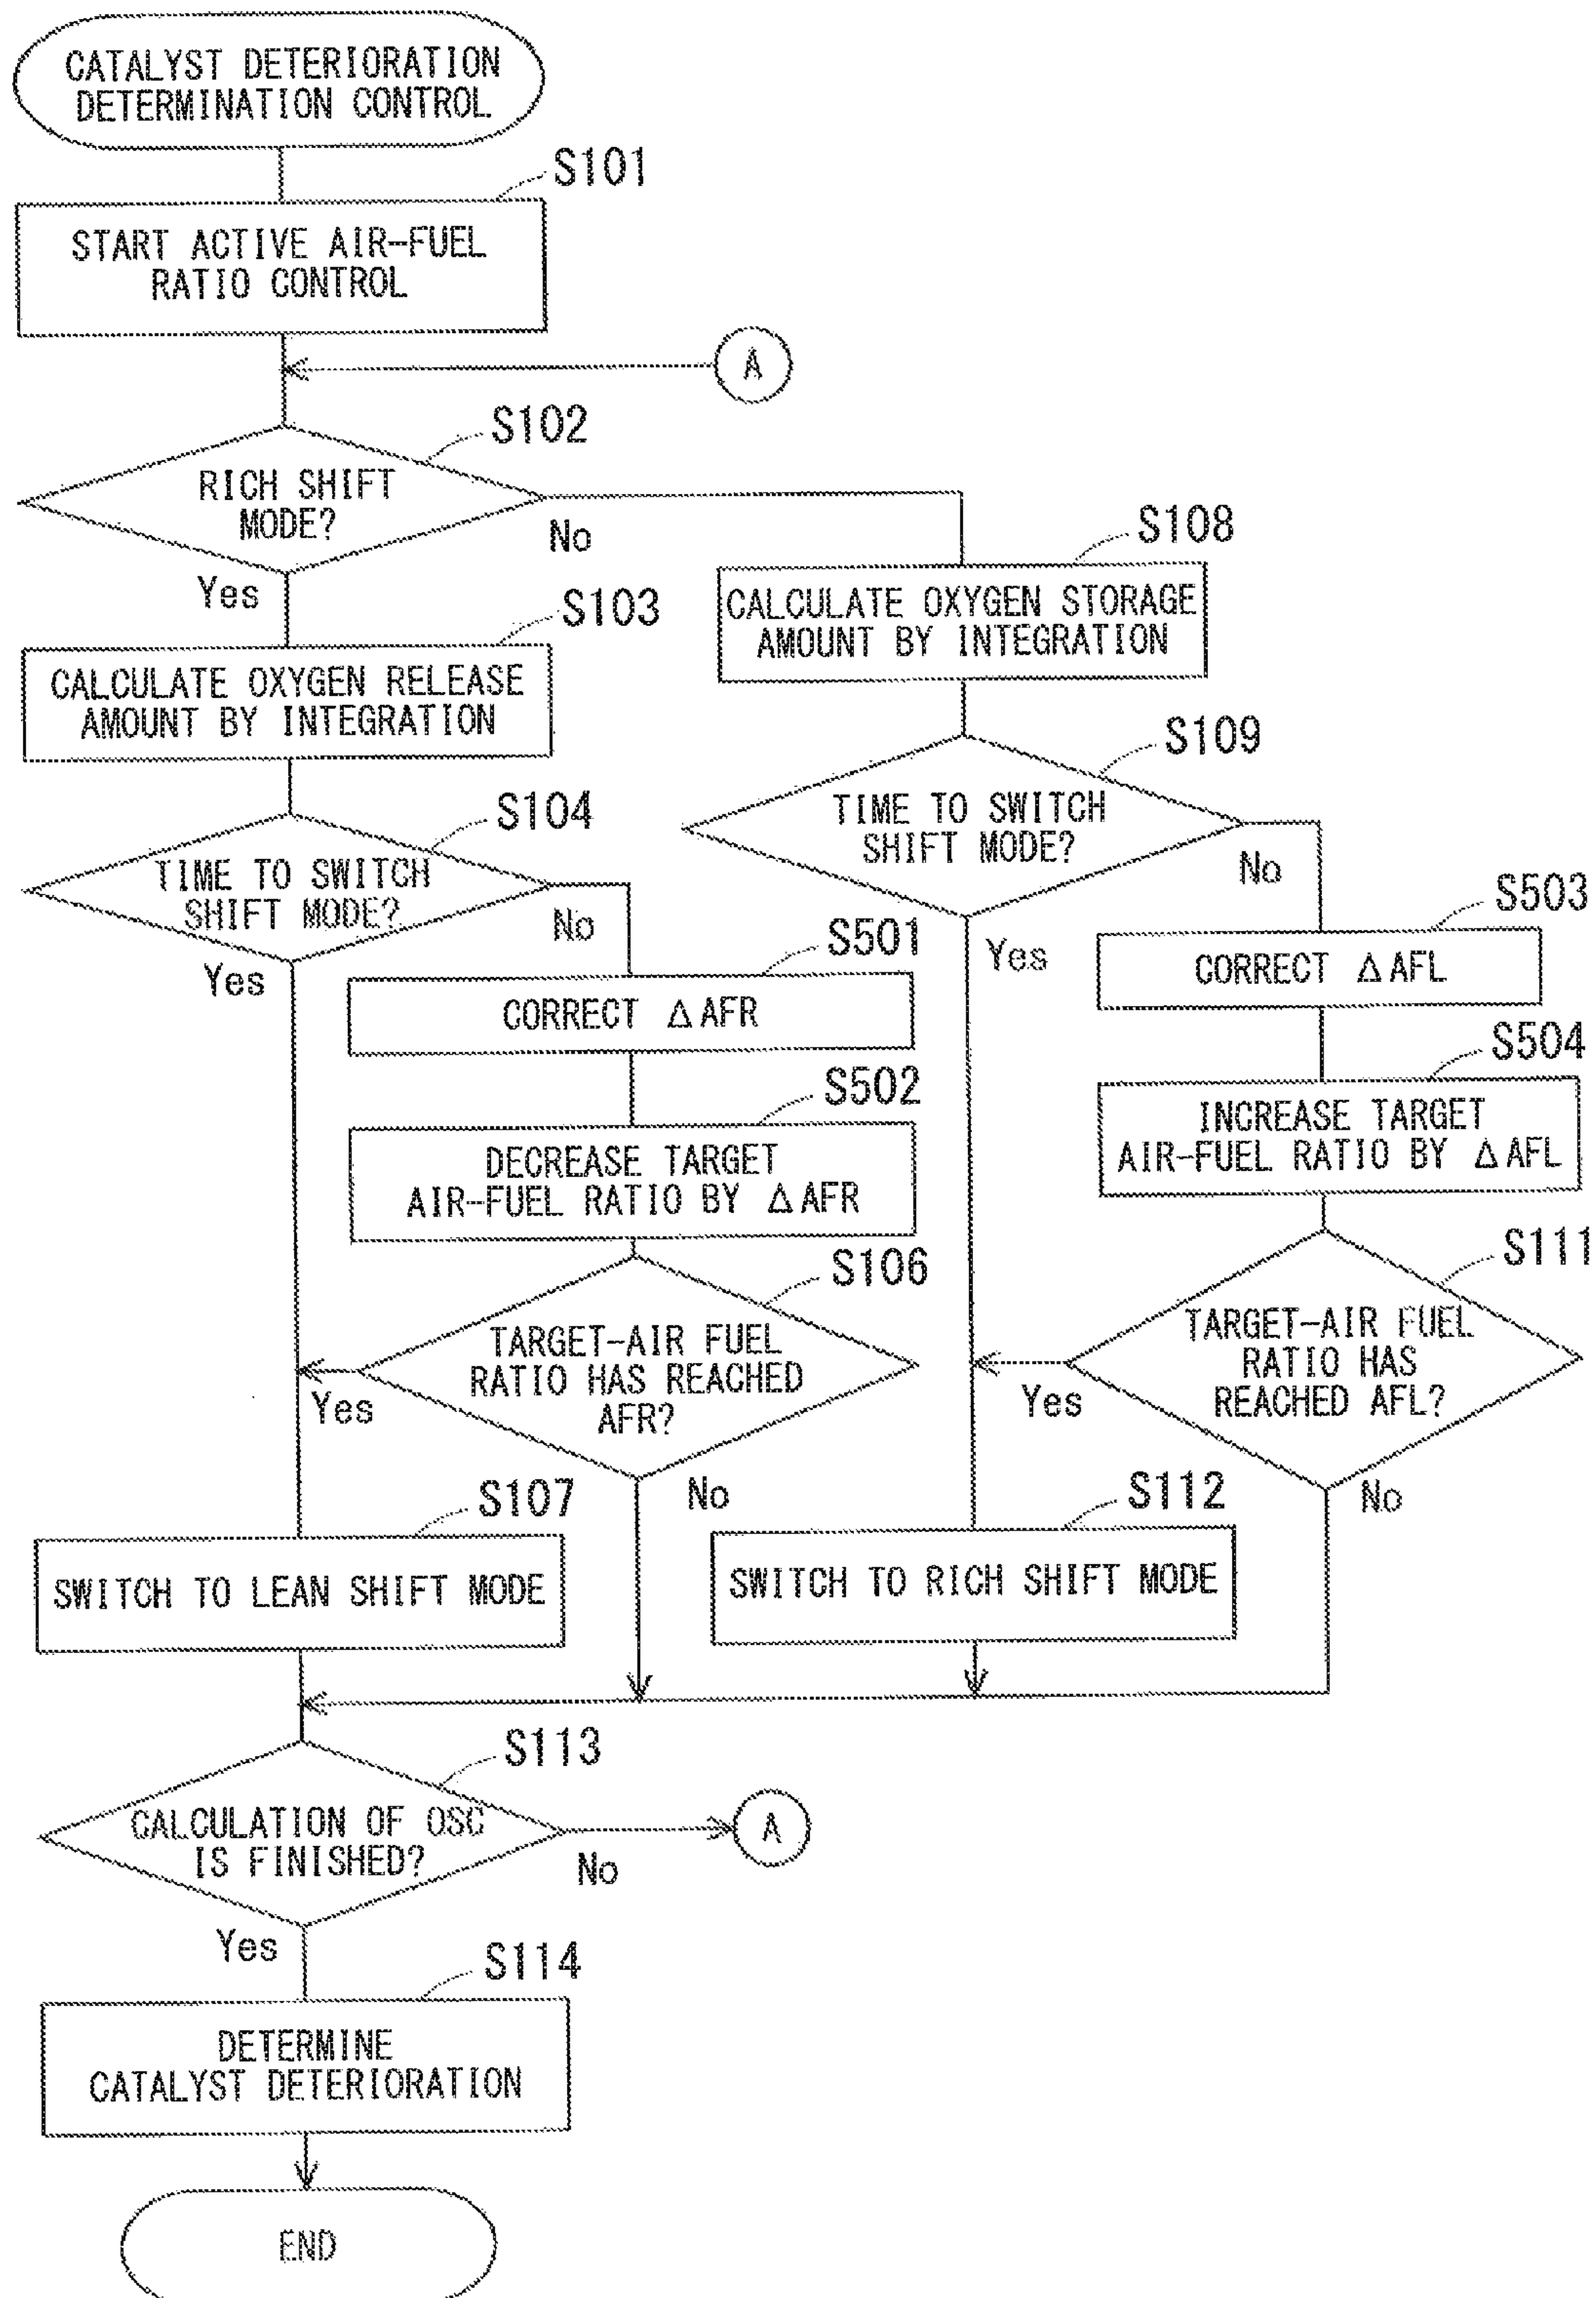 CATALYST DETERIORATION
DETERMINATION CONTROL
S101
START ACTIVE AIR-FUEL
RATIO CONTROL
A
S102
RICH SHIFT
MODE?
No
Yes
S108
CALCULATE OXYGEN STORAGE
AMOUNT BY INTEGRATION
S103
CALCULATE OXYGEN RELEASE
AMOUNT BY INTEGRATION
S109
TIME TO SWITCH
SHIFT MODE?
No
Yes
S104
TIME TO SWITCH
SHIFT MODE?
No
Yes
S503
CORRECT ΔAFL
S501
CORRECT ΔAFR
S504
INCREASE TARGET
AIR-FUEL RATIO BY ΔAFL
S502
DECREASE TARGET
AIR-FUEL RATIO BY ΔAFR
S111
TARGET-AIR FUEL
RATIO HAS
REACHED AFL?
Yes
No
S106
TARGET-AIR FUEL
RATIO HAS REACHED
AFR?
Yes
No
S107
SWITCH TO LEAN SHIFT MODE
S112
SWITCH TO RICH SHIFT MODE
S113
CALCULATION OF OSC
IS FINISHED?
No
A
Yes
S114
DETERMINE
CATALYST DETERIORATION
END